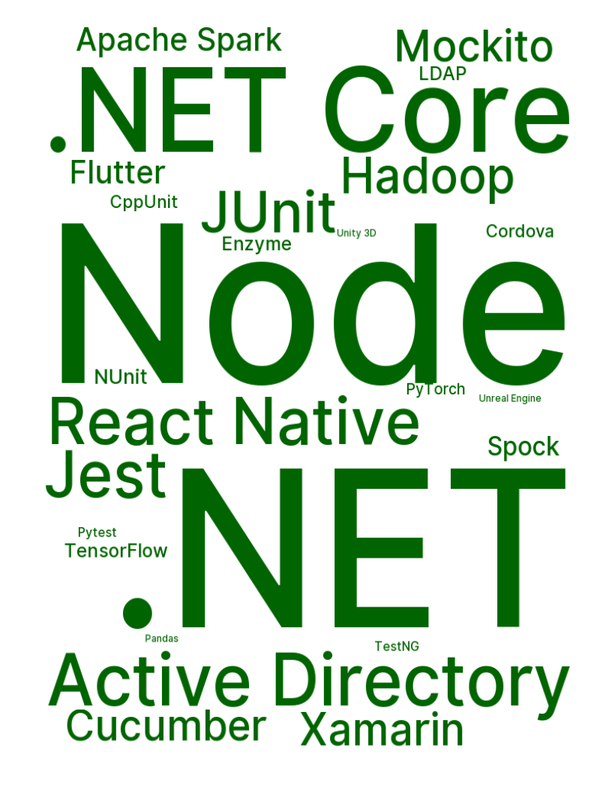 Apache Spark
Mockito
LDAP
.NET Core
Flutter
Hadoop
CppUnit
JUnit
Unity 3D
Cordova
Enzyme
Node
NUnit
PyTorch
Unreal Engine
React Native
Spock
Jest
.NET
Pytest
TensorFlow
Pandas
TestNG
Active Directory
Cucumber
Xamarin